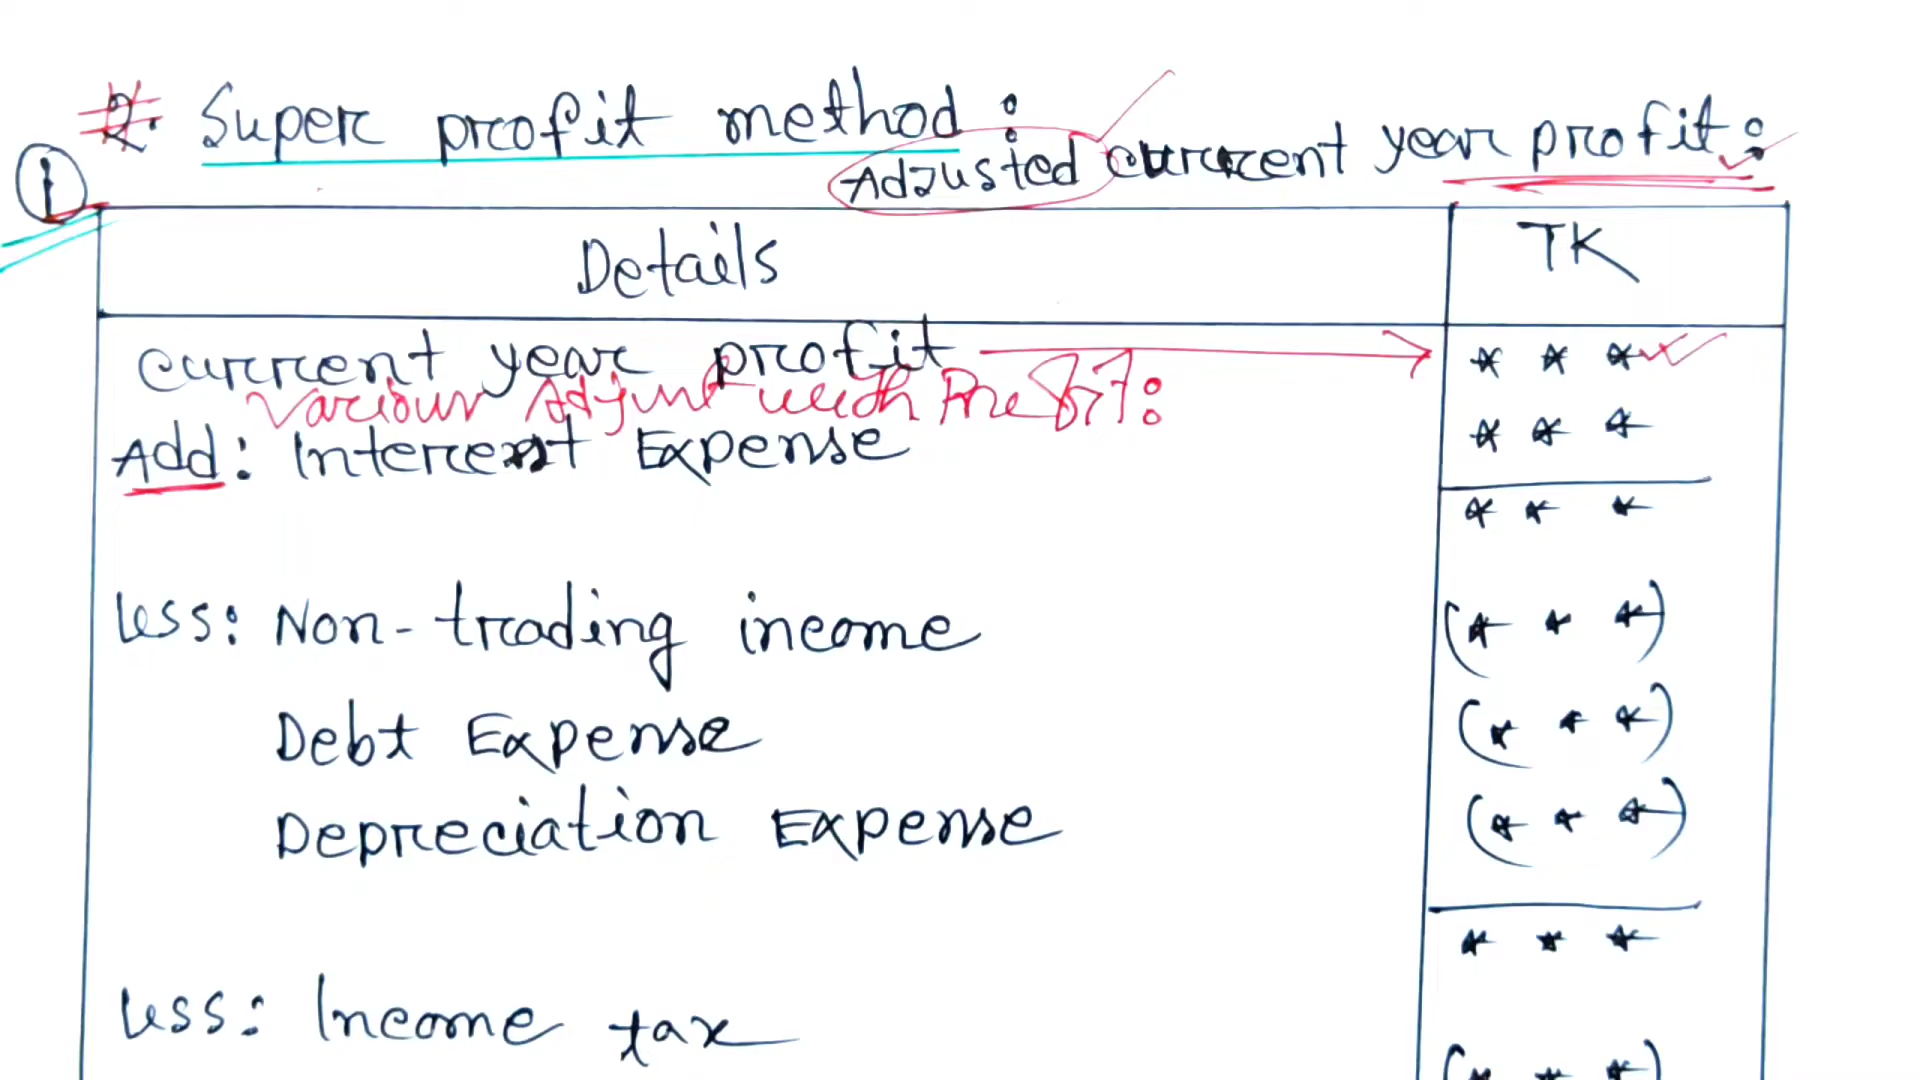 # 2. Super profit method:
① Adjusted current year profit:
Details TK
Current year profit → * * *
Various Adjust with Profit:
Add: Interest Expense * * *
* * *
Less: Non-trading income (* * *)
Debt Expense (* * *)
Depreciation Expense (* * *)
* * *
Less: Income tax (* * *)